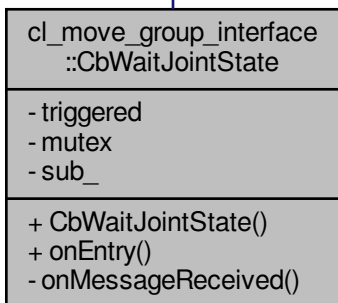 cl_move_group_interface
::CbWaitJointState
- triggered
- mutex
- sub_
+ CbWaitJointState()
+ onEntry()
- onMessageReceived()